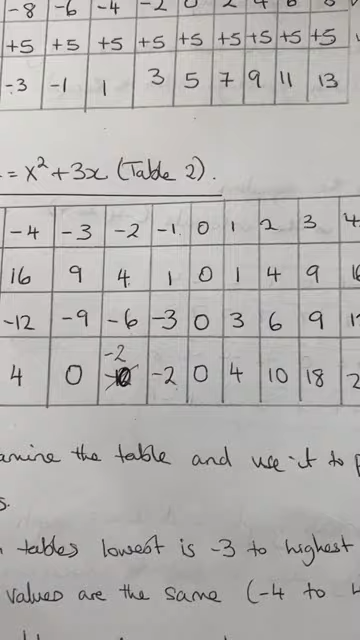 -8 -6 -4 -2 0 2 4 6 8
+5 +5 +5 +5 +5 +5 +5 +5 +5
-3 -1 1 3 5 7 9 11 13
= x² + 3x (Table 2).
-4 -3 -2 -1 0 1 2 3 4
16 9 4 1 0 1 4 9
-12 -9 -6 -3 0 3 6 9
-2
4 0 -2 0 4 10 18
the table and use it to
tables lowest is -3 to highest
values are the same (-4 to 4